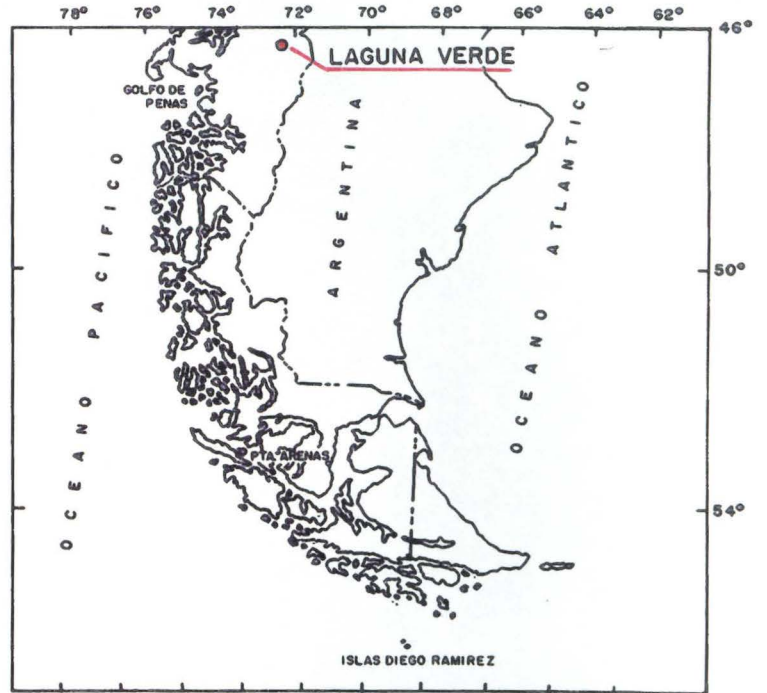 78° 76° 74° 72° 70° 68° 66° 64° 62°
46°
LAGUNA VERDE
GOLFO DE
PENAS
OCEANO PACIFICO
ARGENTINA
OCEANO ATLANTICO
50°
PTA. ARENAS
54°
ISLAS DIEGO RAMIREZ